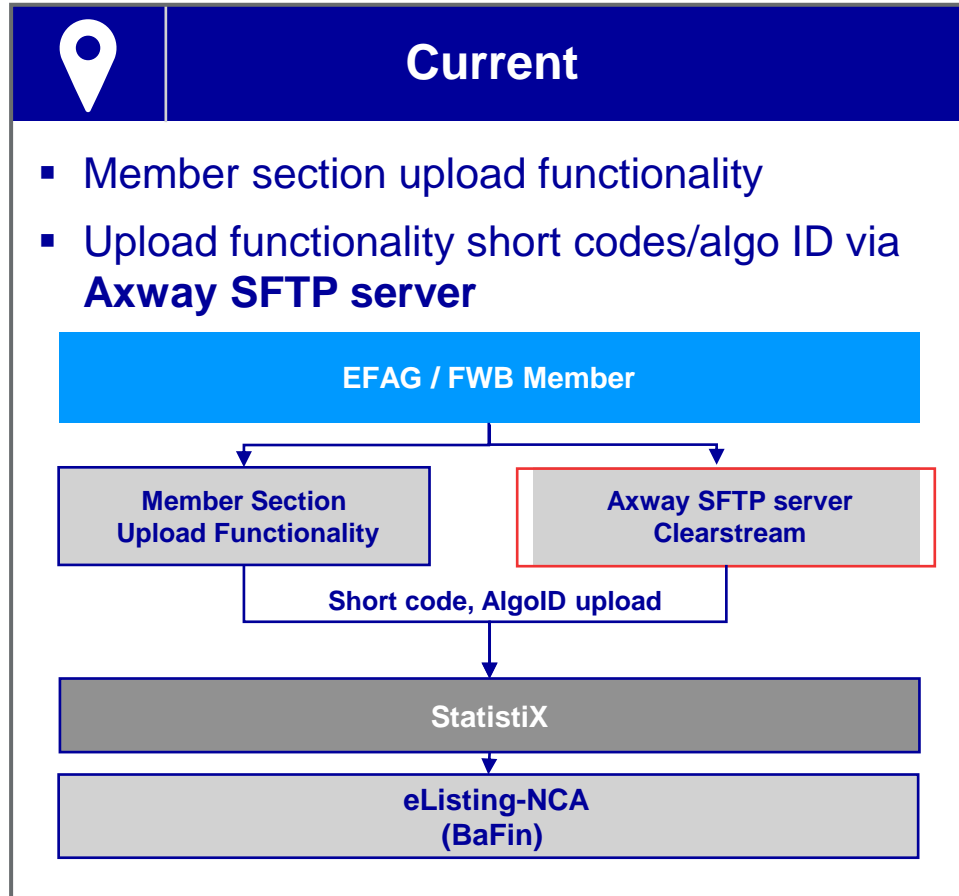 Current
Member section upload functionality
Upload functionality short codes/algo ID via
Axway SFTP server
EFAG / FWB Member
Member Section
Upload Functionality
Axway SFTP server
Clearstream
Short code, AlgoID upload
StatistiX
eListing-NCA
(BaFin)